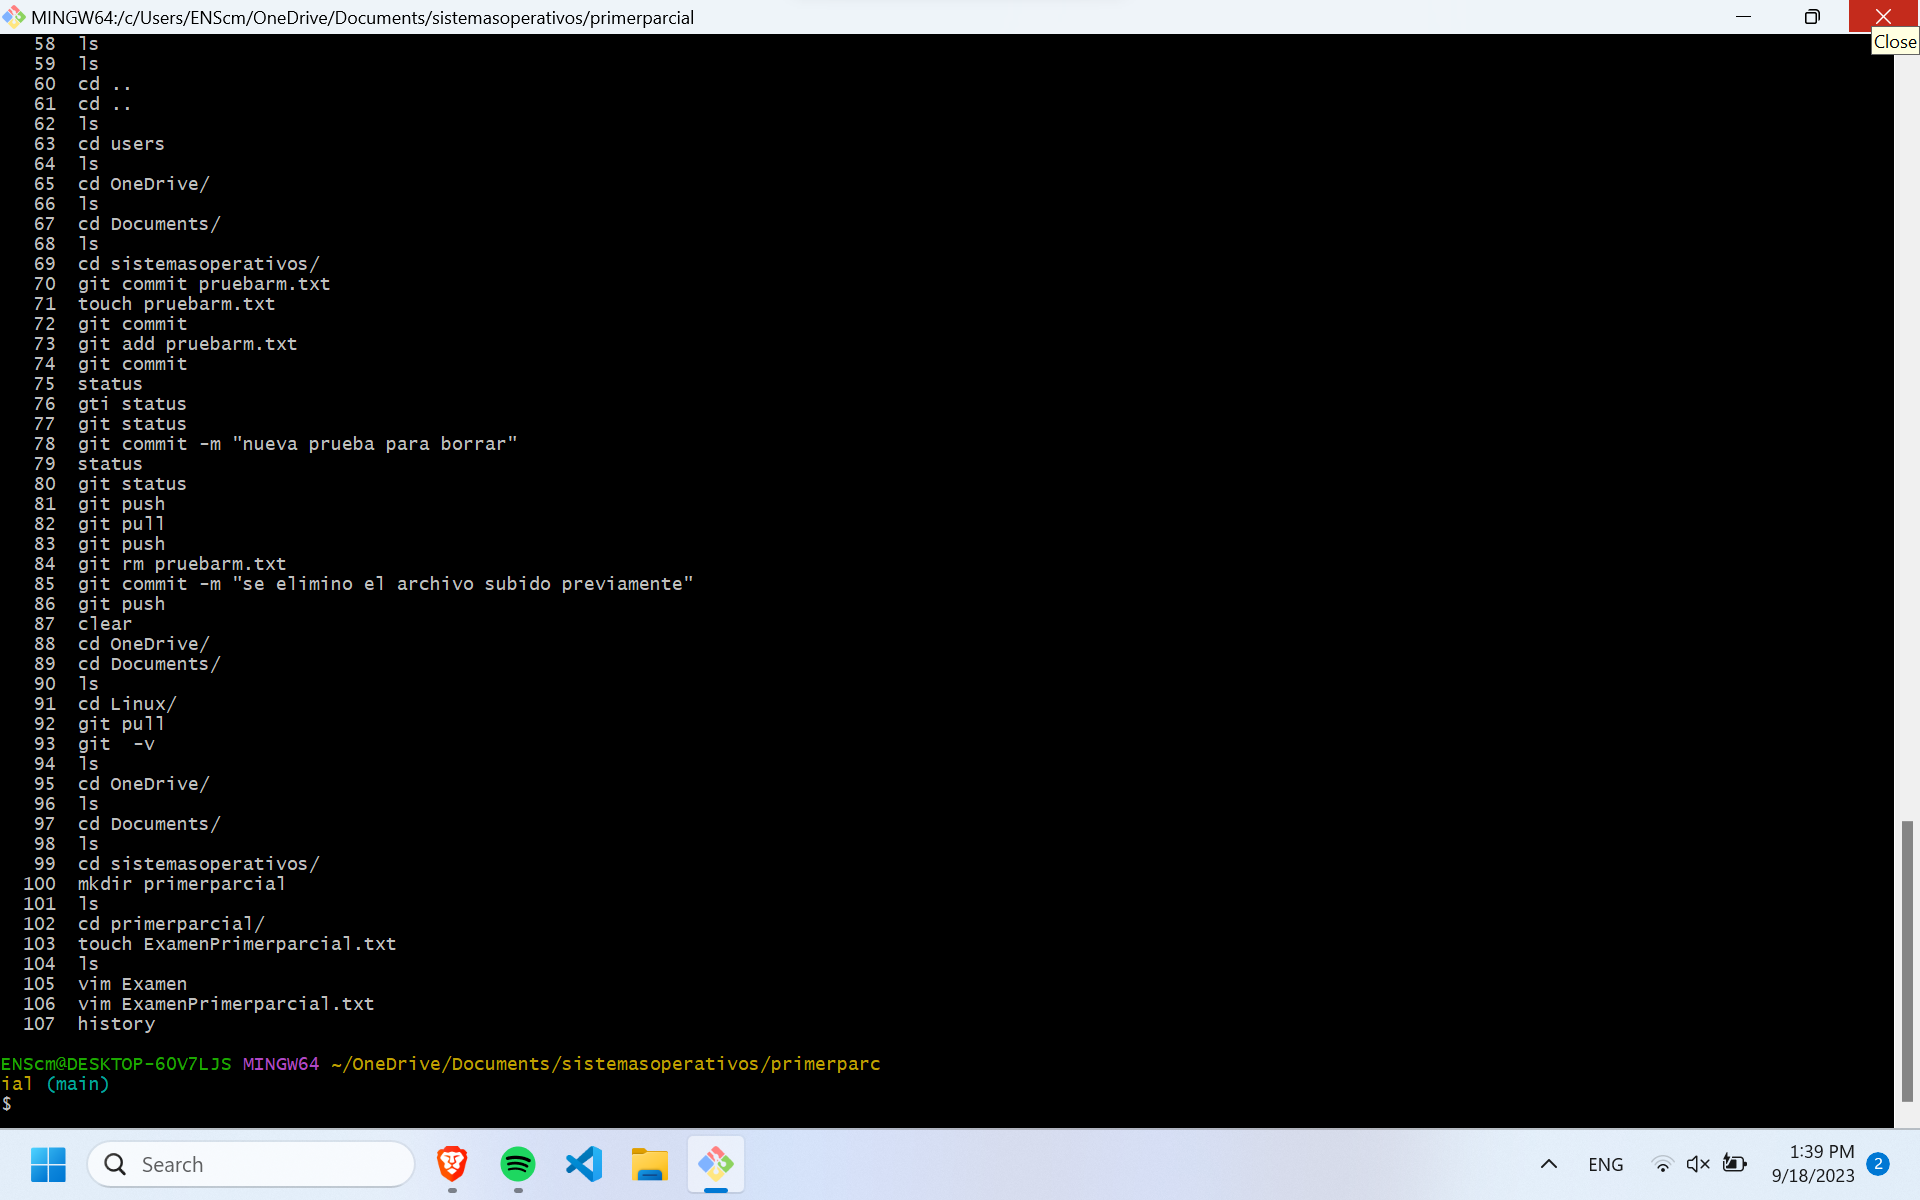 MINGW64:/c/Users/ENScm/OneDrive/Documents/sistemasoperativos/primerparcial
Close
58 ls
59 ls
60 cd ..
61 cd ..
62 ls
63 cd users
64 ls
65 cd OneDrive/
66 ls
67 cd Documents/
68 ls
69 cd sistemasoperativos/
70 git commit pruebarm.txt
71 touch pruebarm.txt
72 git commit
73 git add pruebarm.txt
74 git commit
75 status
76 gti status
77 git status
78 git commit -m "nueva prueba para borrar"
79 status
80 git status
81 git push
82 git pull
83 git push
84 git rm pruebarm.txt
85 git commit -m "se elimino el archivo subido previamente"
86 git push
87 clear
88 cd OneDrive/
89 cd Documents/
90 ls
91 cd Linux/
92 git pull
93 git  -v
94 ls
95 cd OneDrive/
96 ls
97 cd Documents/
98 ls
99 cd sistemasoperativos/
100 mkdir primerparcial
101 ls
102 cd primerparcial/
103 touch ExamenPrimerparcial.txt
104 ls
105 vim Examen
106 vim ExamenPrimerparcial.txt
107 history
ENScm@DESKTOP-6OV7LJS MINGW64 ~/OneDrive/Documents/sistemasoperativos/primerparc
ial (main)
$
Search
ENG
1:39 PM
9/18/2023
2